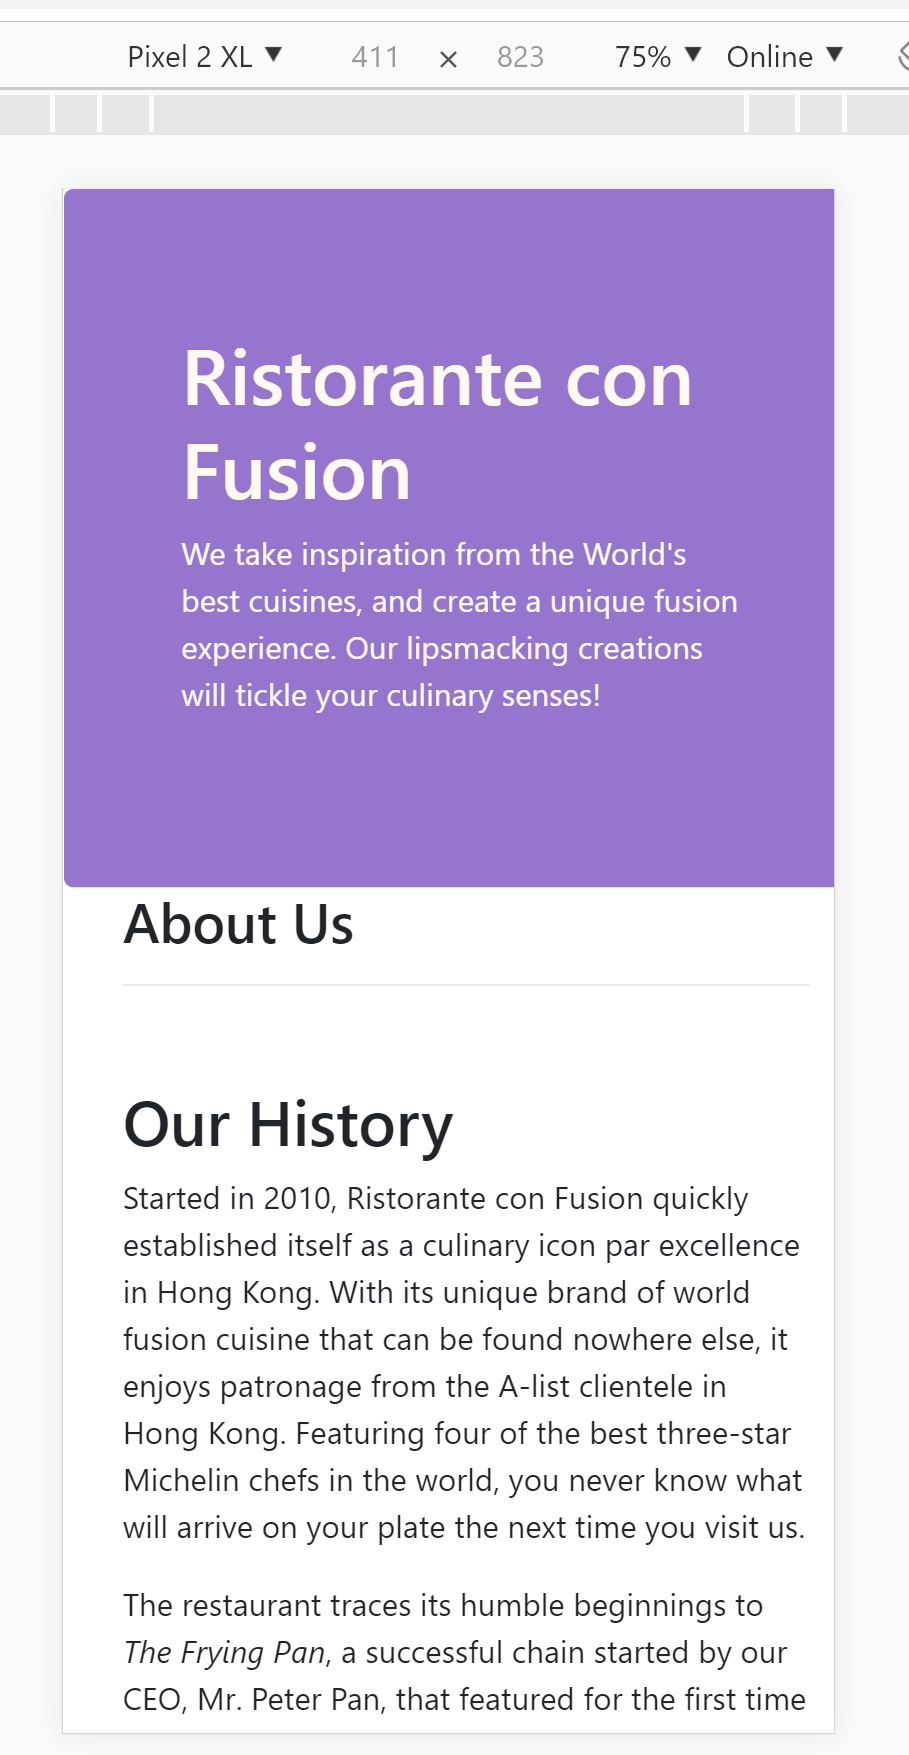 Pixel 2 XL ▼ 411 × 823 75% ▼ Online ▼
Ristorante con
Fusion
We take inspiration from the World's
best cuisines, and create a unique fusion
experience. Our lipsmacking creations
will tickle your culinary senses!
About Us
Our History
Started in 2010, Ristorante con Fusion quickly
established itself as a culinary icon par excellence
in Hong Kong. With its unique brand of world
fusion cuisine that can be found nowhere else, it
enjoys patronage from the A-list clientele in
Hong Kong. Featuring four of the best three-star
Michelin chefs in the world, you never know what
will arrive on your plate the next time you visit us.
The restaurant traces its humble beginnings to
The Frying Pan, a successful chain started by our
CEO, Mr. Peter Pan, that featured for the first time